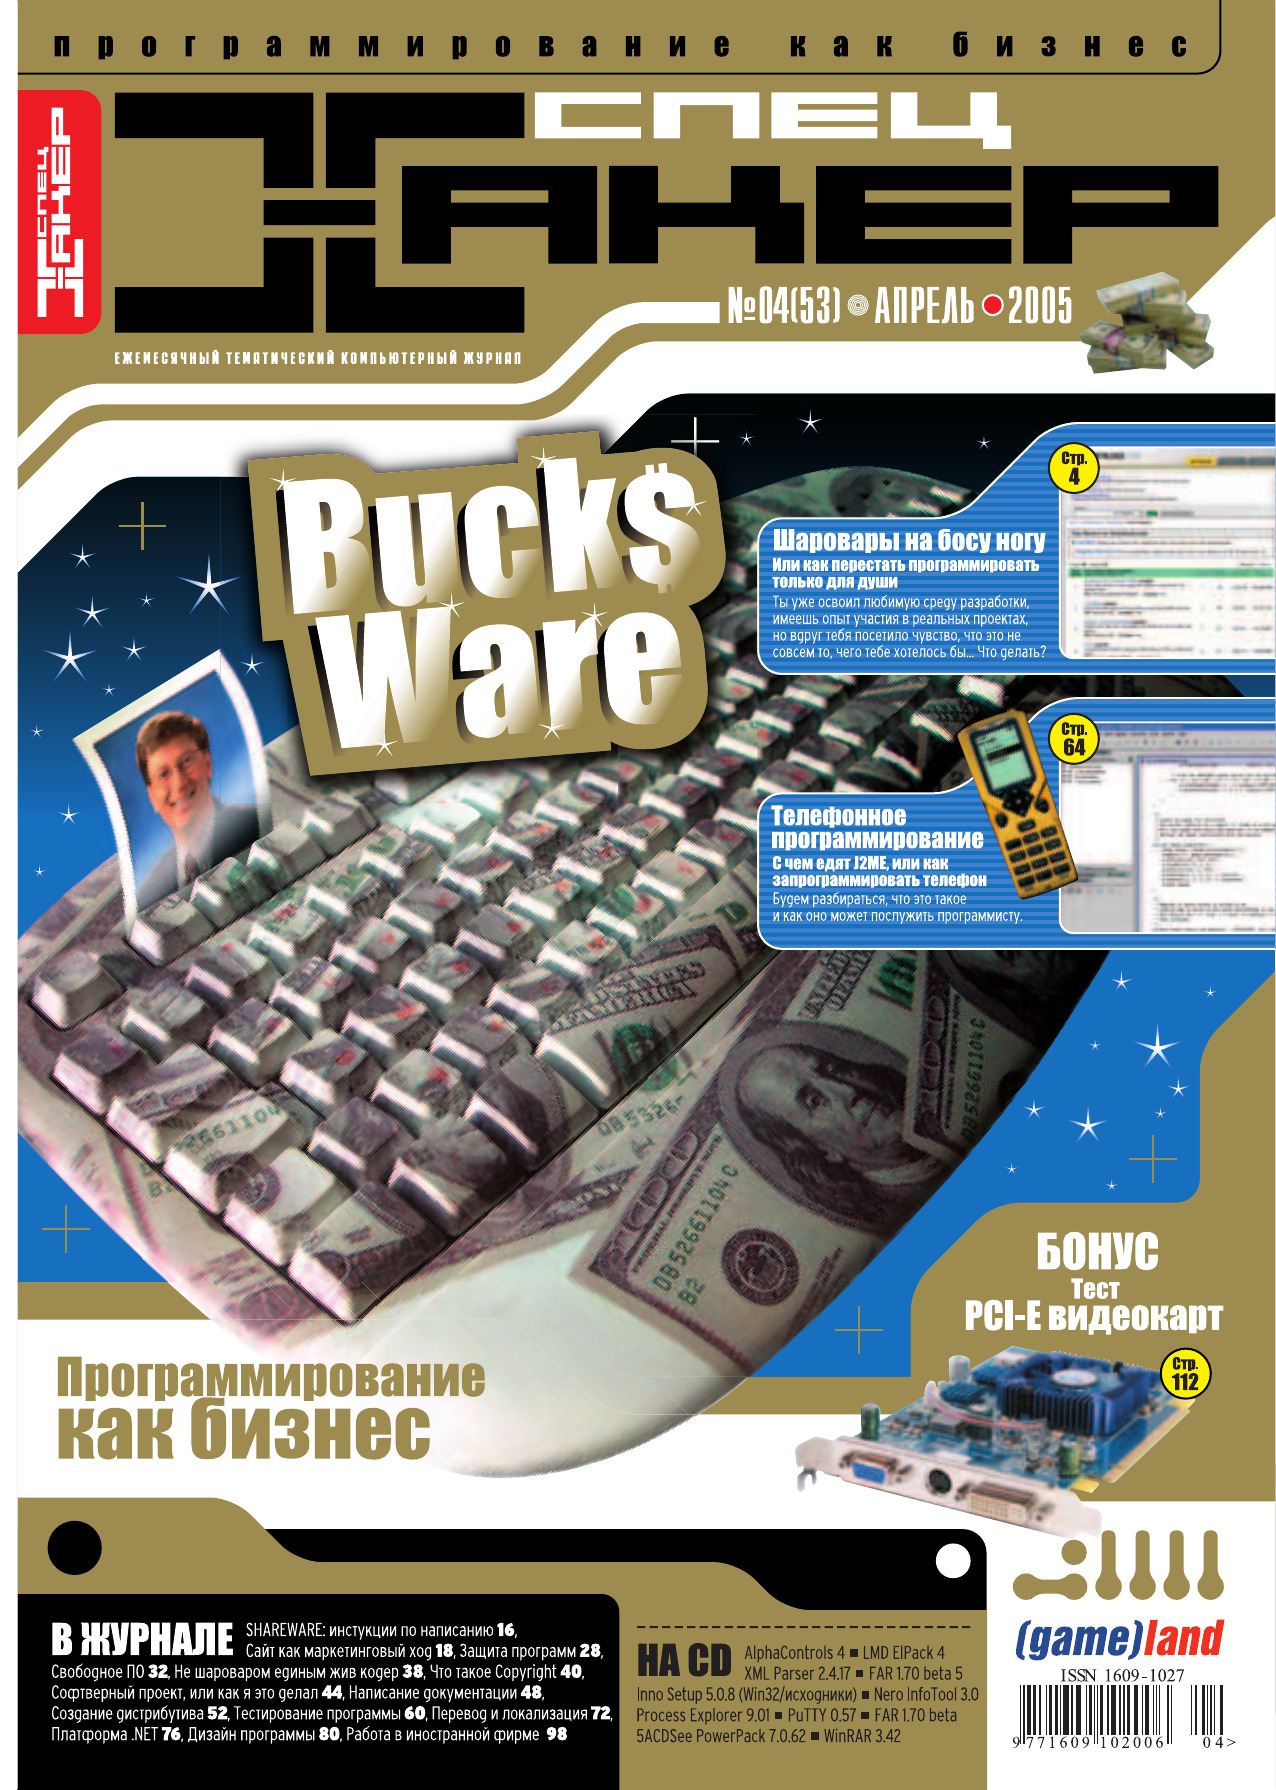 программирование как бизнес
СПЕЦ
ХАКЕР
СПЕЦ
ХАКЕР
№04(53) АПРЕЛЬ 2005
ЕЖЕМЕСЯЧНЫЙ ТЕМАТИЧЕСКИЙ КОМПЬЮТЕРНЫЙ ЖУРНАЛ
Buck$
Ware
Стр.
4
Шаровары на босу ногу
Или как перестать программировать
только для души
Ты уже освоил любимую среду разработки,
имеешь опыт участия в реальных проектах,
но вдруг тебя посетило чувство, что это не
совсем то, чего тебе хотелось бы... Что делать?
Стр.
64
Телефонное
программирование
С чем едят J2ME, или как
запрограммировать телефон
Будем разбираться, что это такое
и как оно может послужить программисту.
DB52661104C
B2
БОНУС
Тест
PCI-E видеокарт
Стр.
112
Программирование
как бизнес
В ЖУРНАЛЕ SHAREWARE: инстукции по написанию 16,
Сайт как маркетинговый ход 18, Защита программ 28,
Свободное ПО 32, Не шароваром единым жив кодер 38, Что такое Copyright 40,
Софтверный проект, или как я это делал 44, Написание документации 48,
Создание дистрибутива 52, Тестирование программы 60, Перевод и локализация 72,
Платформа .NET 76, Дизайн программы 80, Работа в иностранной фирме 98
НА CD AlphaControls 4 ■ LMD ElPack 4
XML Parser 2.4.17 ■ FAR 1.70 beta 5
Inno Setup 5.0.8 (Win32/исходники) ■ Nero InfoTool 3.0
Process Explorer 9.01 ■ PuTTY 0.57 ■ FAR 1.70 beta
5ACDSee PowerPack 7.0.62 ■ WinRAR 3.42
(game)land
ISSN 1609-1027
9 771609 102006 04>